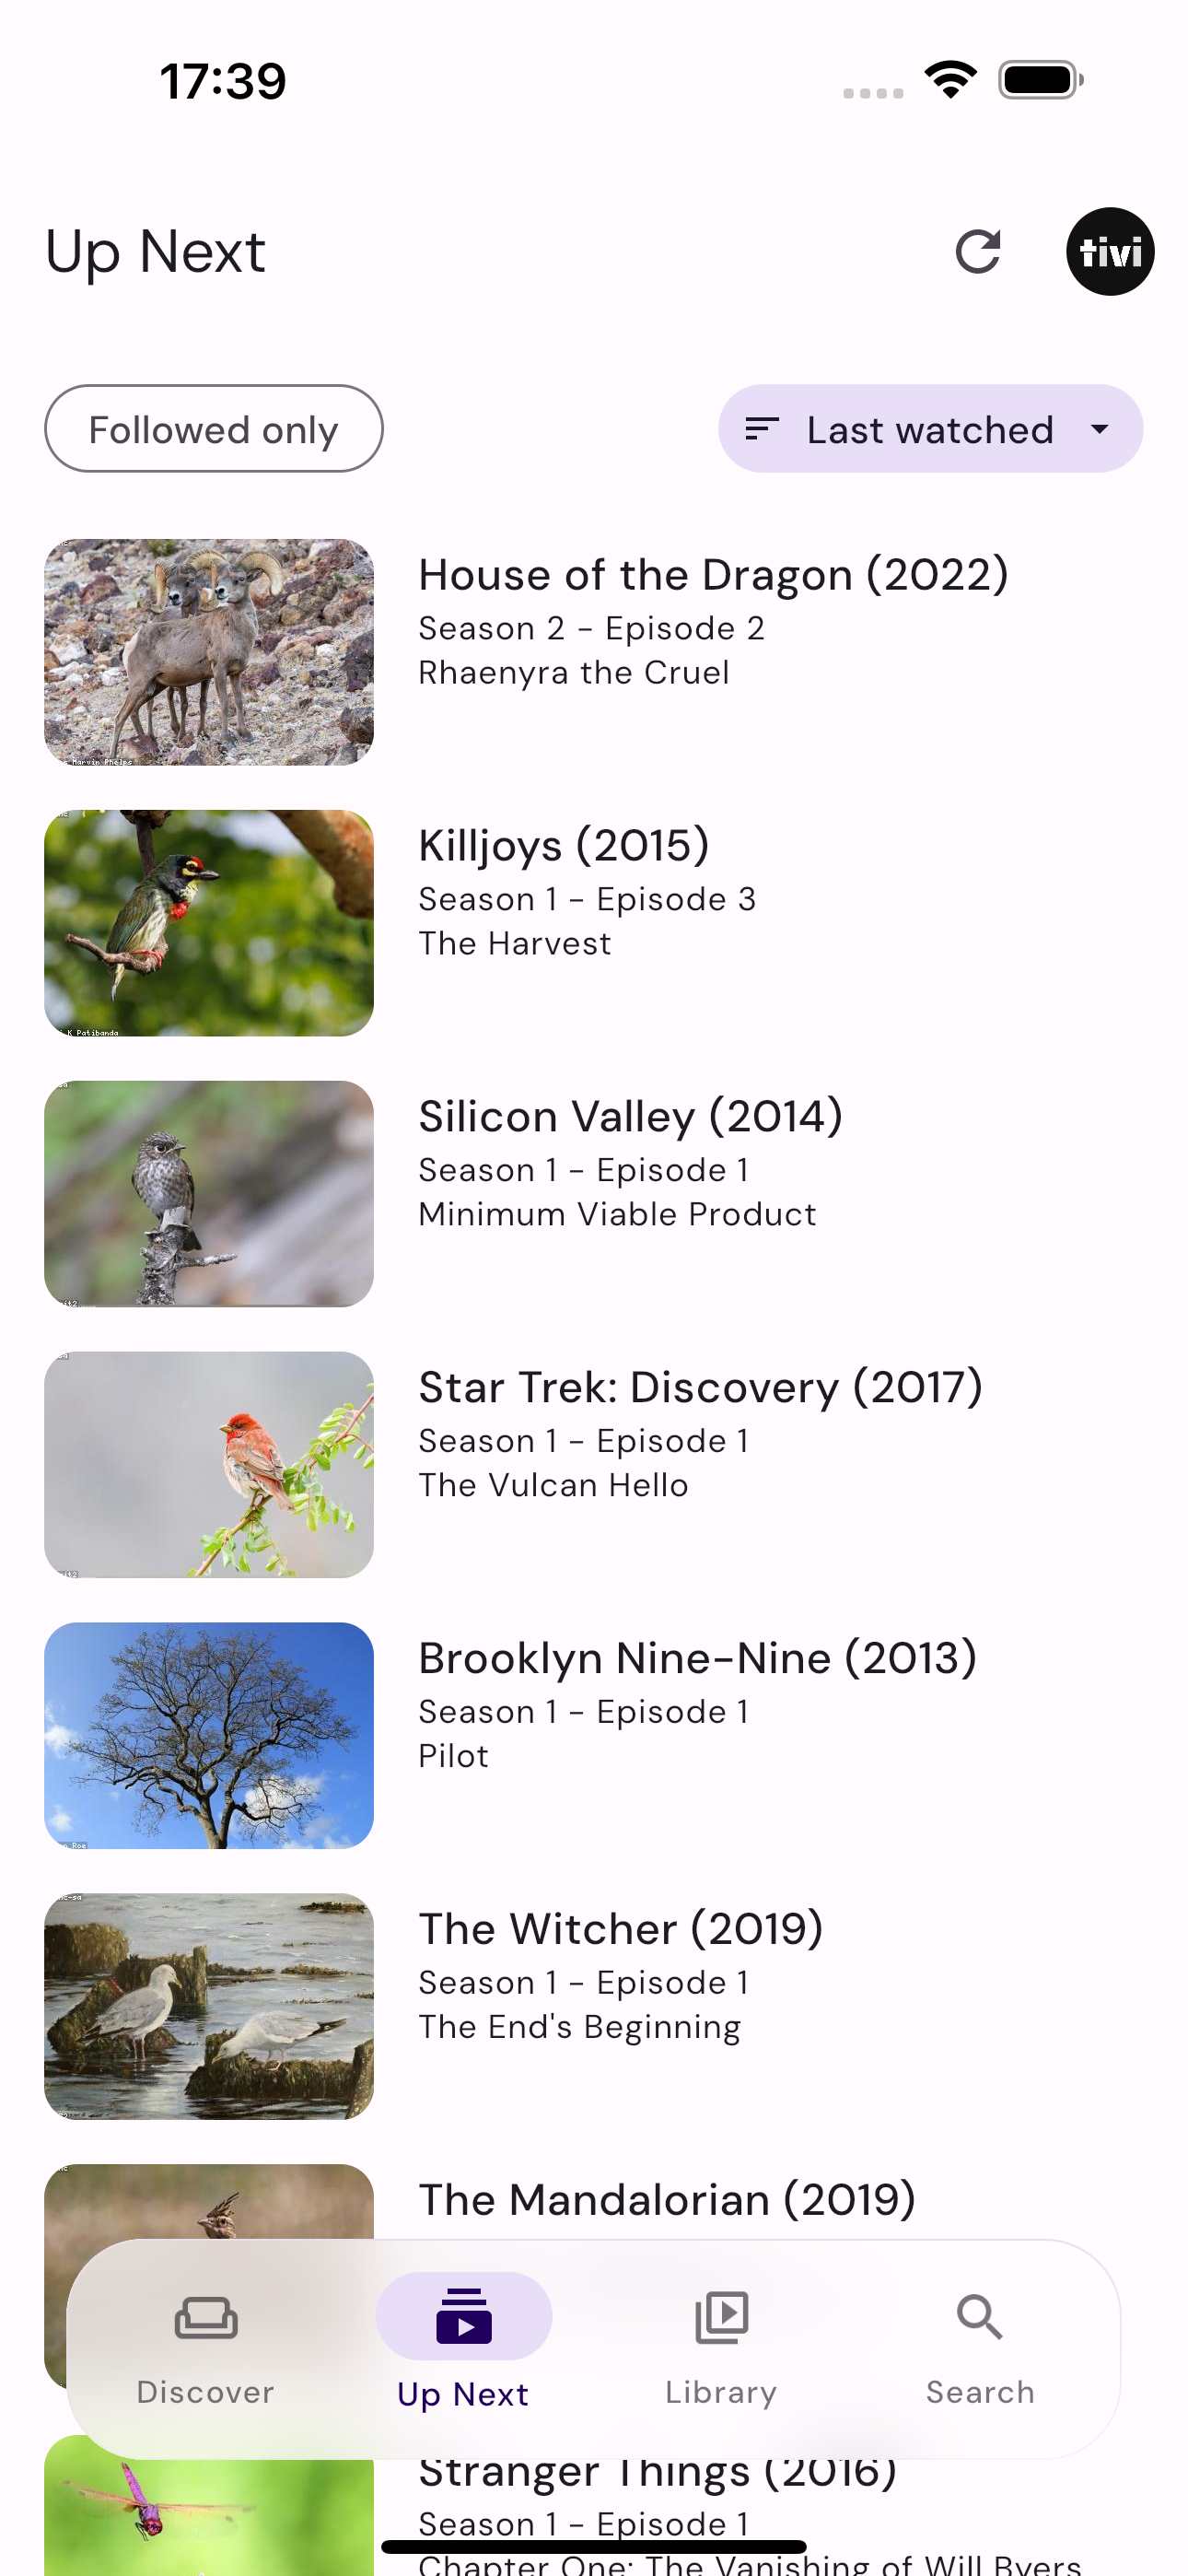 17:39
Up Next
tivi
Followed only
Last watched
House of the Dragon (2022)
Season 2 - Episode 2
Rhaenyra the Cruel
Marvin Phelps
Killjoys (2015)
Season 1 - Episode 3
The Harvest
K Patibanda
Silicon Valley (2014)
Season 1 - Episode 1
Minimum Viable Product
Star Trek: Discovery (2017)
Season 1 - Episode 1
The Vulcan Hello
Brooklyn Nine-Nine (2013)
Season 1 - Episode 1
Pilot
Roe
The Witcher (2019)
Season 1 - Episode 1
The End's Beginning
The Mandalorian (2019)
Discover
Up Next
Library
Search
Stranger Things (2016)
Season 1 - Episode 1
Chapter One: The Vanishing of Will Byers